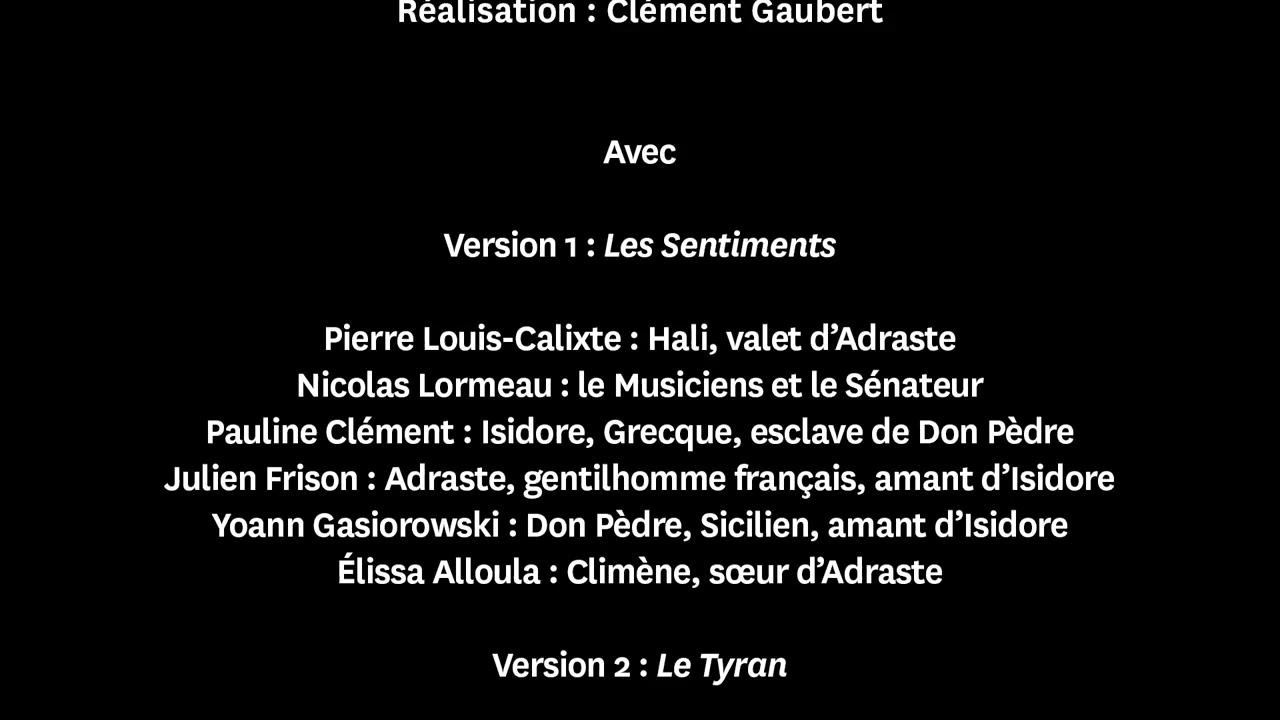 Réalisation : Clément Gaubert
Avec
Version 1 : Les Sentiments
Pierre Louis-Calixte : Hali, valet d’Adraste
Nicolas Lormeau : le Musiciens et le Sénateur
Pauline Clément : Isidore, Grecque, esclave de Don Pèdre
Julien Frison : Adraste, gentilhomme français, amant d’Isidore
Yoann Gasiorowski : Don Pèdre, Sicilien, amant d’Isidore
Élissa Alloula : Climène, sœur d’Adraste
Version 2 : Le Tyran